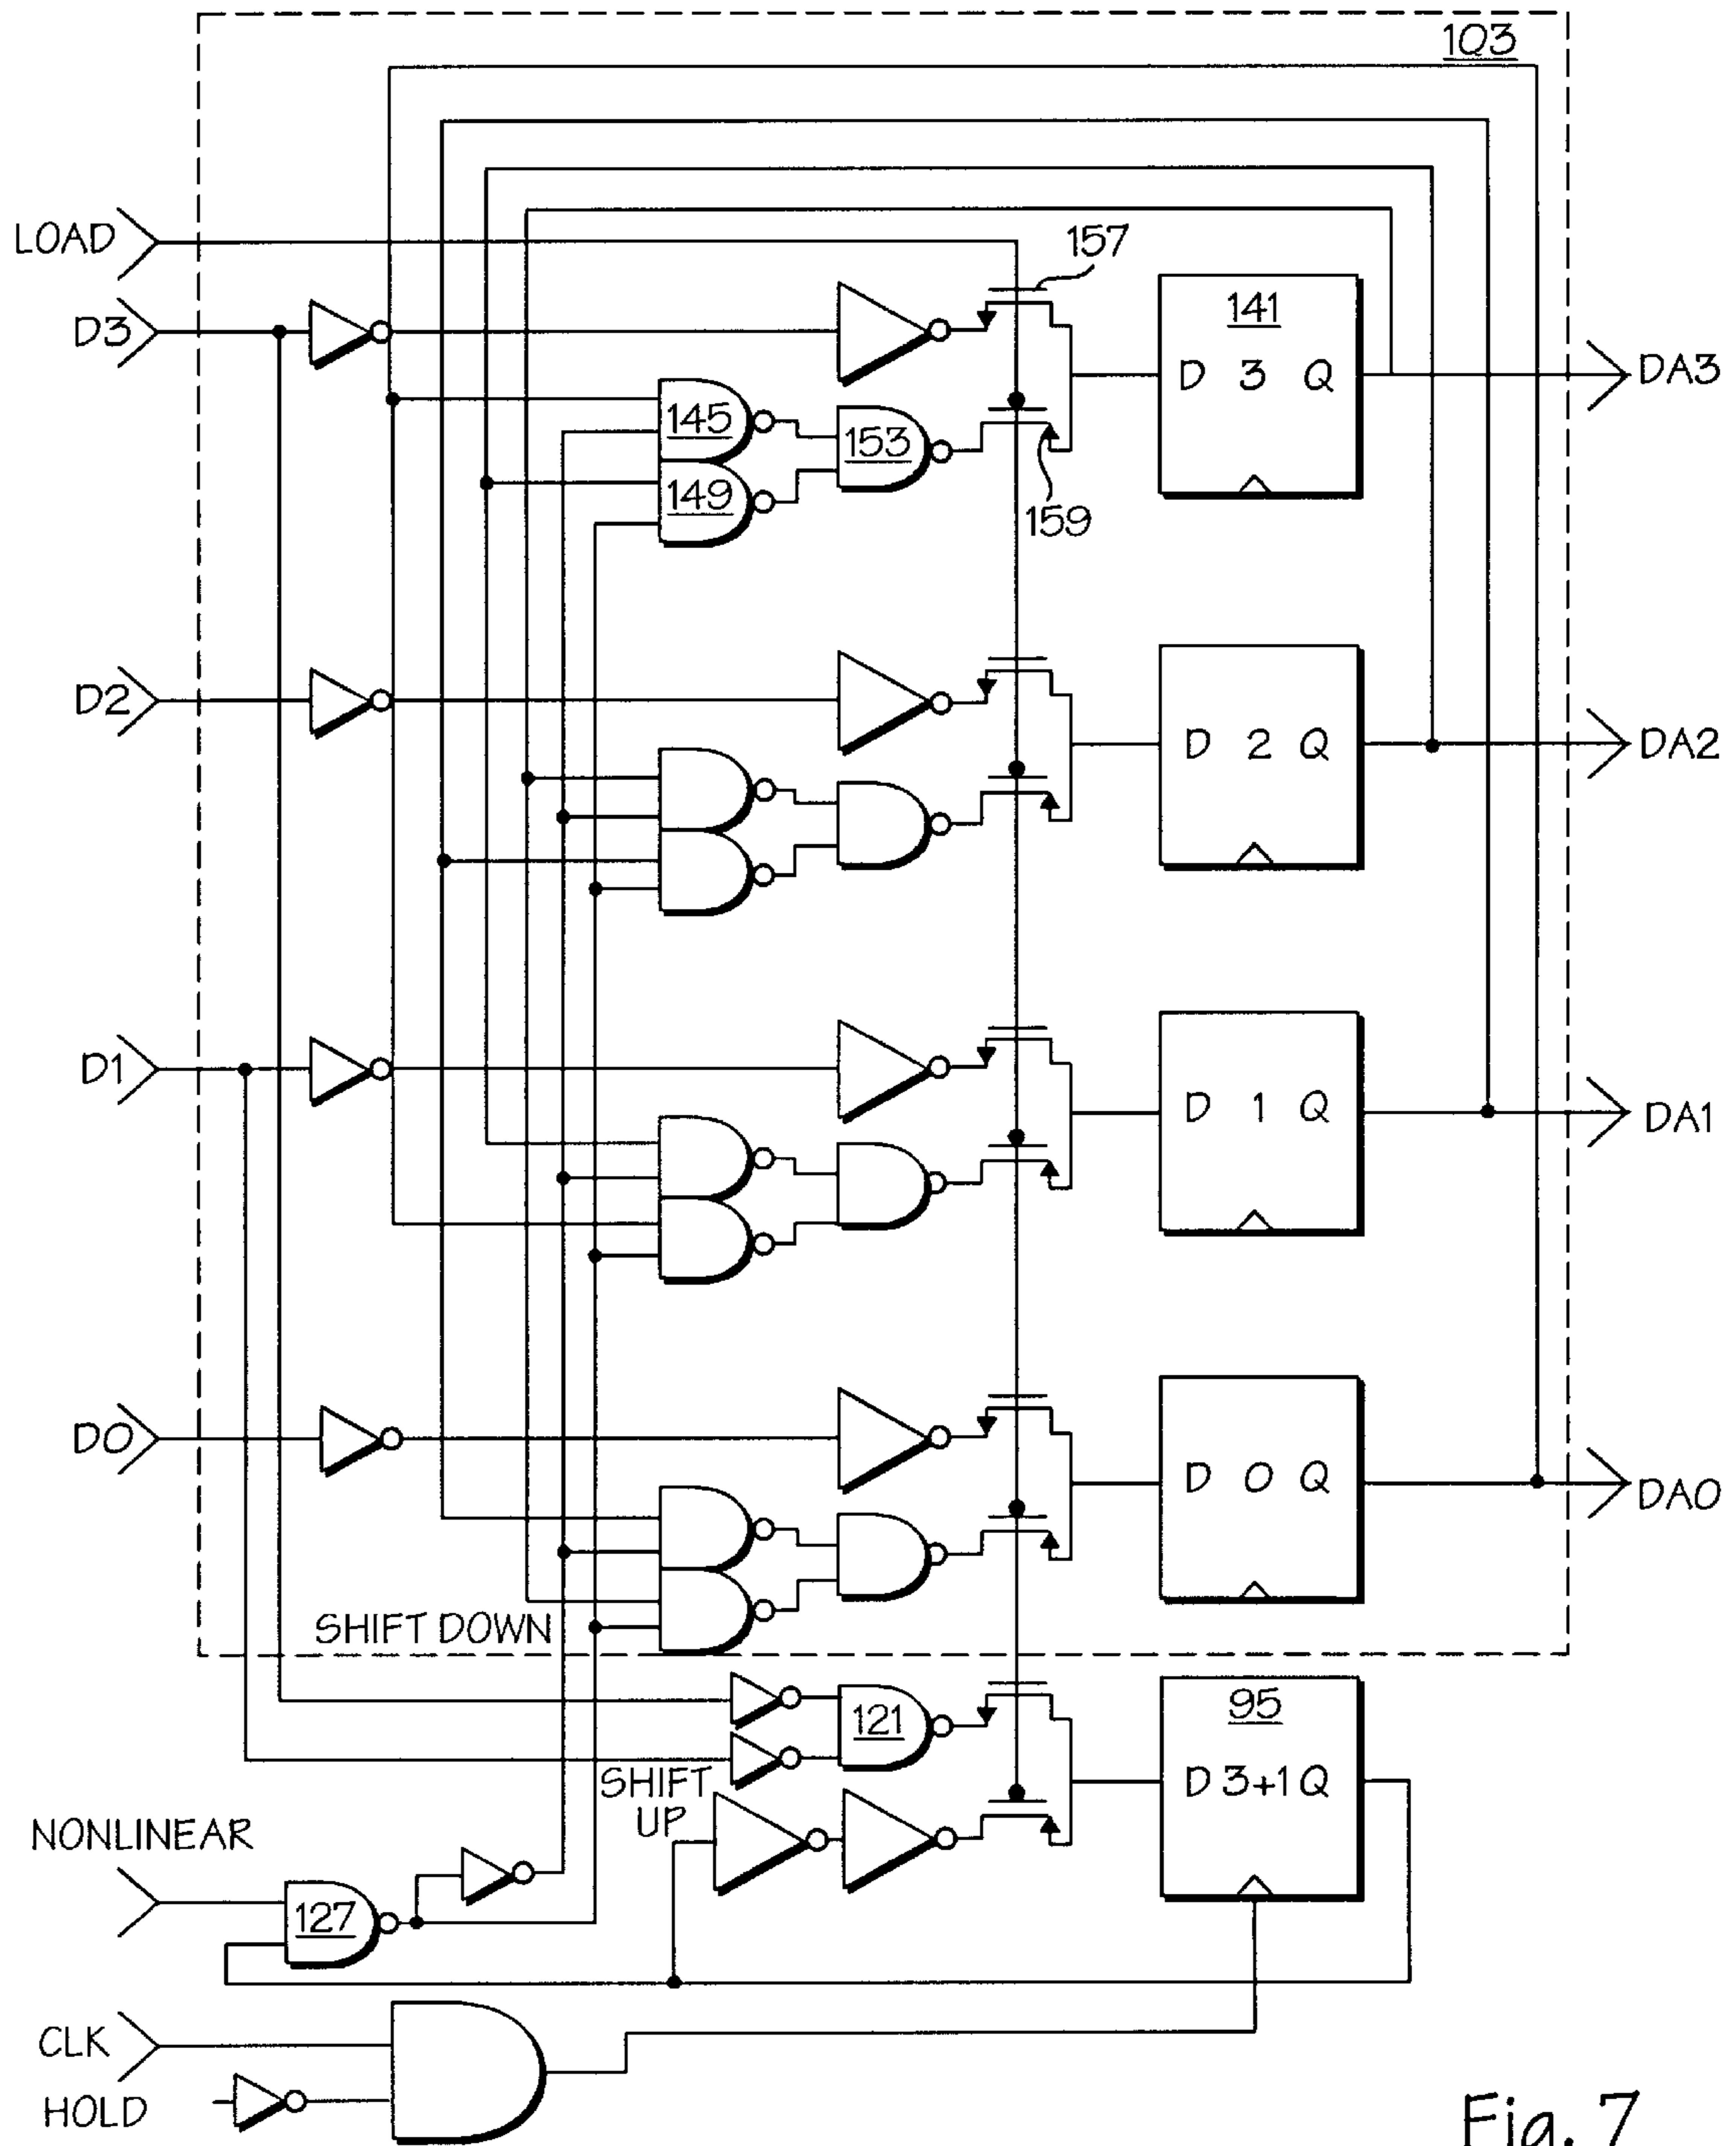 103
LOAD
157
D3
141
D 3 Q
DA3
145
153
149
159
D2
D 2 Q
DA2
D1
D 1 Q
DA1
D0
D 0 Q
DA0
SHIFT DOWN
121
95
D 3+1 Q
SHIFT
UP
NONLINEAR
127
CLK
HOLD
Fig. 7